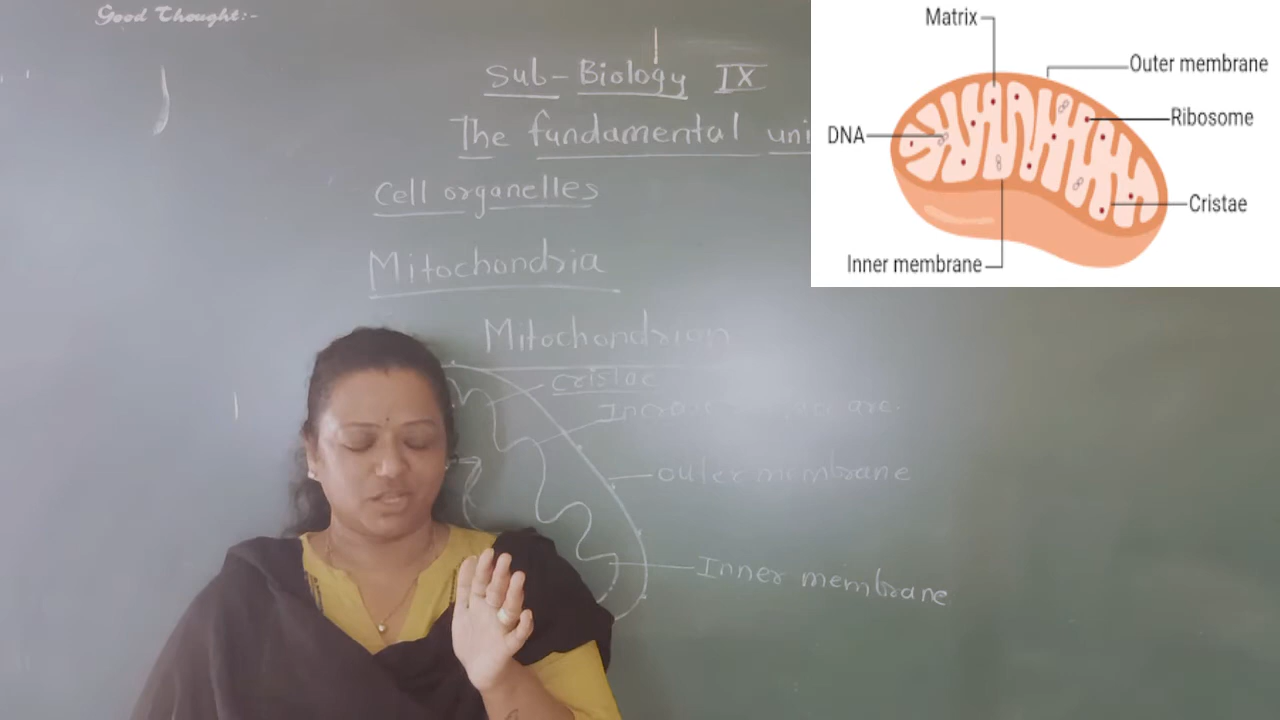 Good Thought:-
Sub-Biology IX
The fundamental uni
Cell organelles
Mitochondria
Mitochondrion
cristae
are.
outer membrane
Inner membrane
Matrix
Outer membrane
Ribosome
DNA
Cristae
Inner membrane